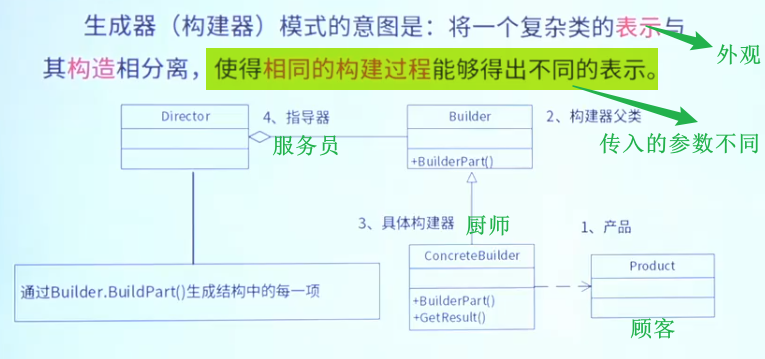 生成器（构建器）模式的意图是：将一个复杂类的表示与
外观
其构造相分离，使得相同的构建过程能够得出不同的表示。
Director
4、指导器
Builder
2、构建器父类
传入的参数不同
服务员
+BuilderPart()
3、具体构建器
厨师
1、产品
ConcreteBuilder
Product
通过Builder.BuildPart()生成结构中的每一项
+BuilderPart()
+GetResult()
顾客